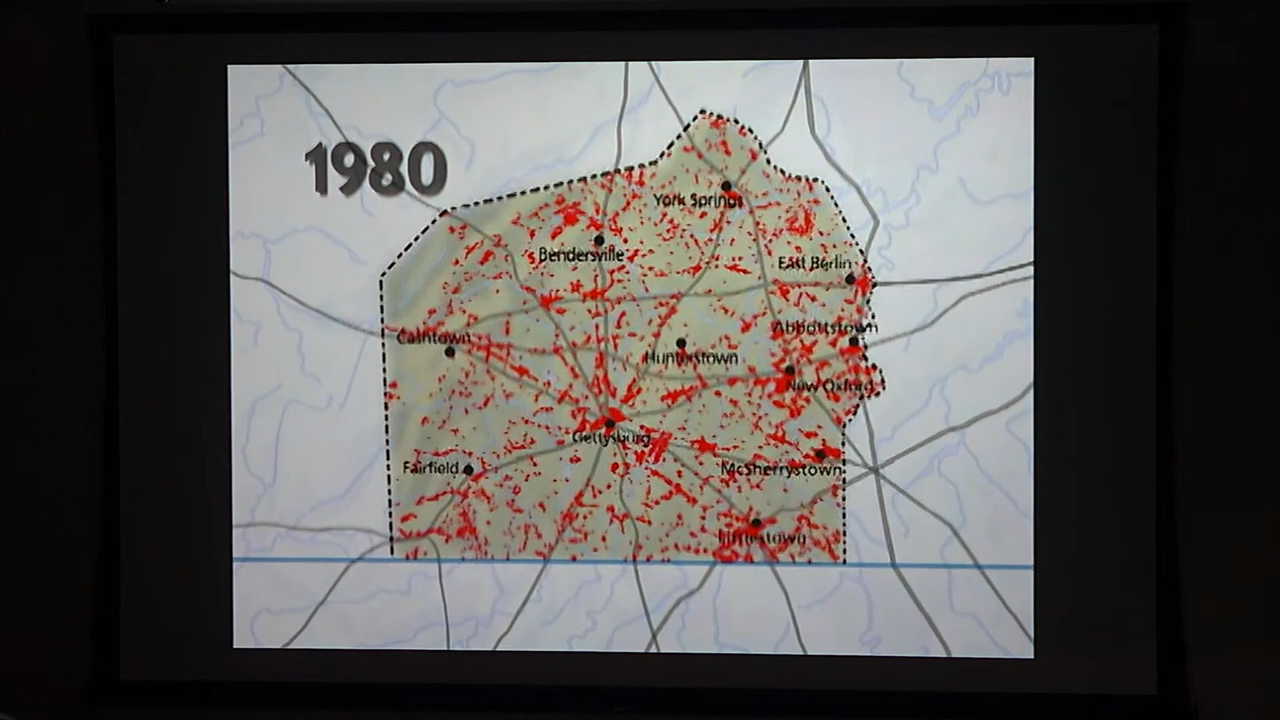 1980
York Springs
Bendersville
East Berlin
Abbottstown
Cashtown
Hunterstown
New Oxford
Gettysburg
Fairfield
McSherrystown
Littlestown